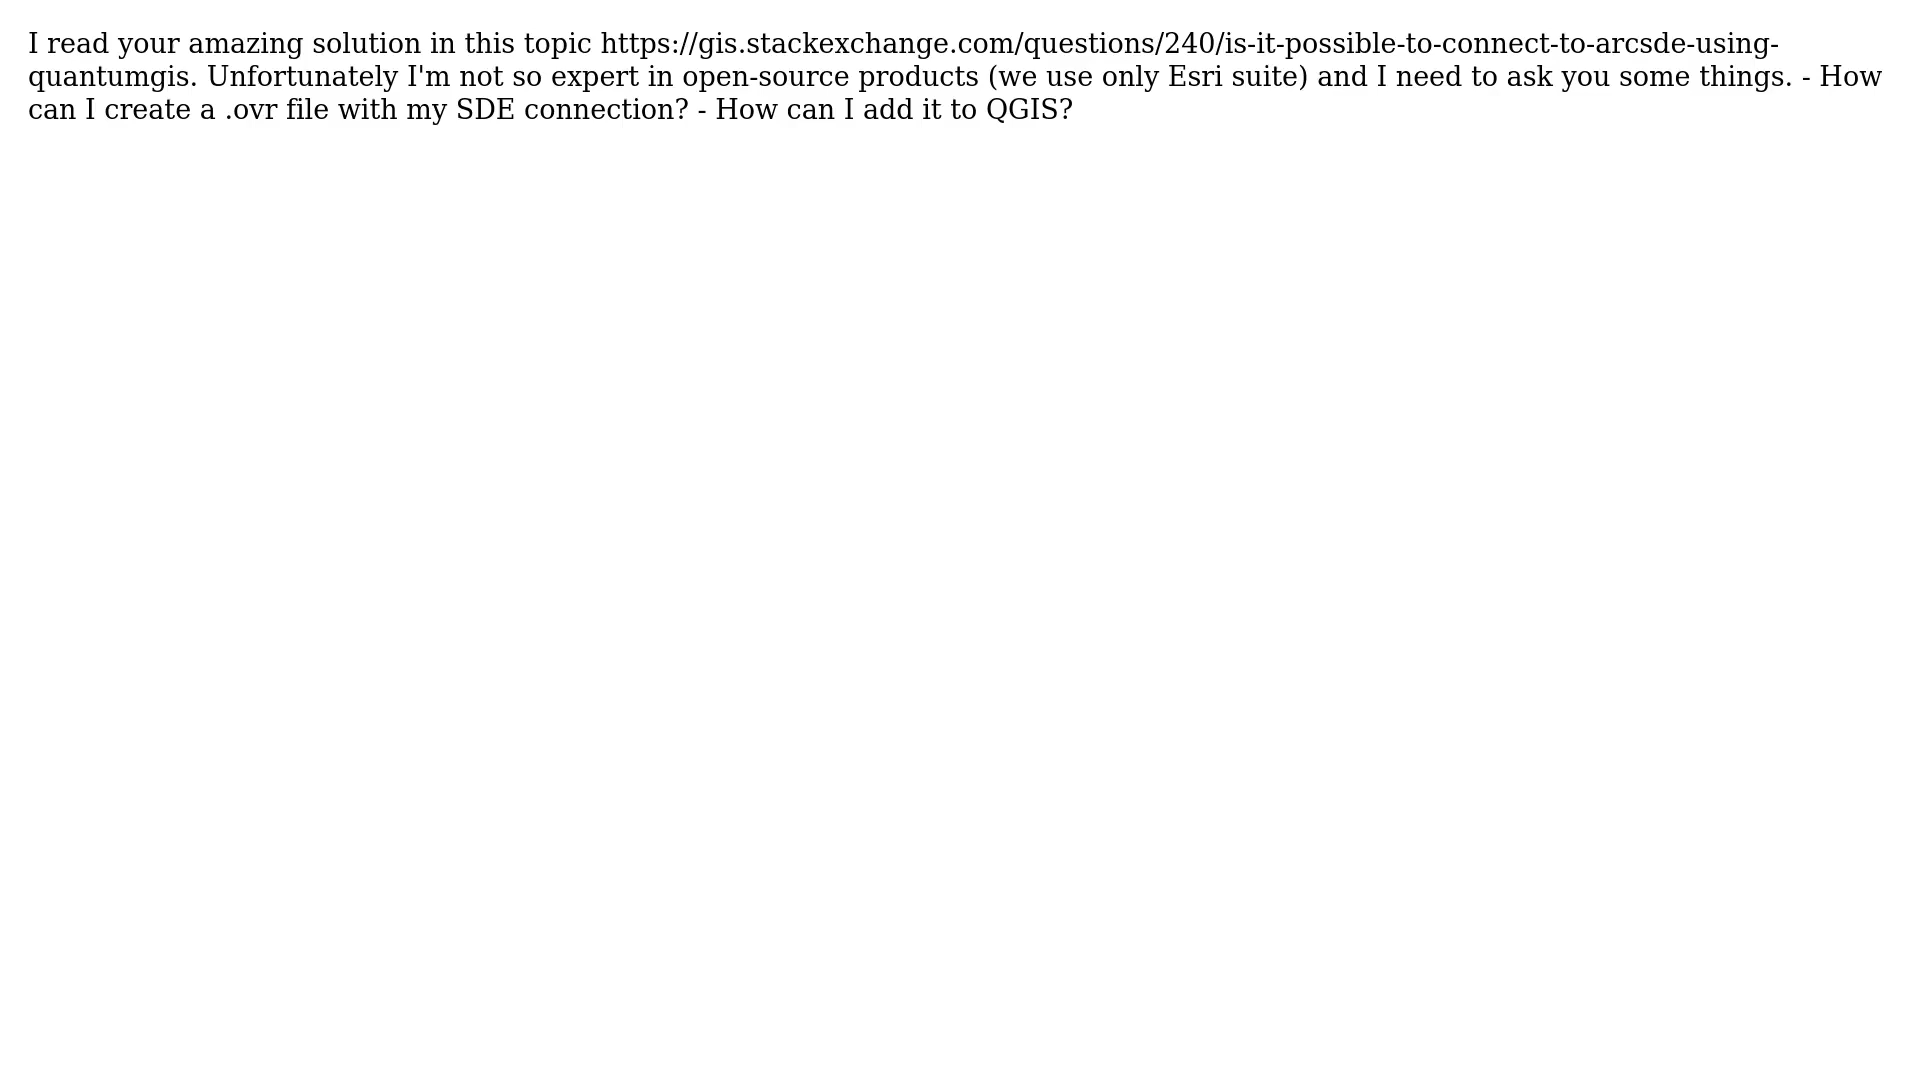 I read your amazing solution in this topic https://gis.stackexchange.com/questions/240/is-it-possible-to-connect-to-arcsde-using-
quantumgis. Unfortunately I'm not so expert in open-source products (we use only Esri suite) and I need to ask you some things. - How
can I create a .ovr file with my SDE connection? - How can I add it to QGIS?